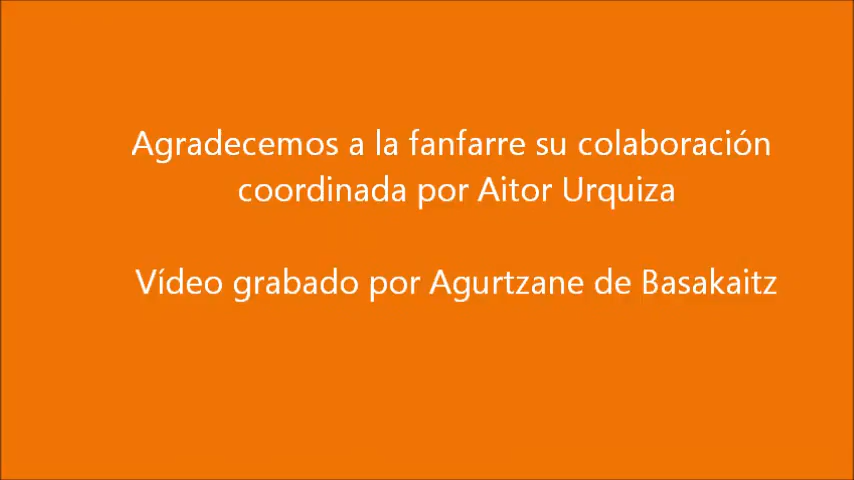 Agradecemos a la fanfarre su colaboración
coordinada por Aitor Urquiza
Vídeo grabado por Agurtzane de Basakaitz